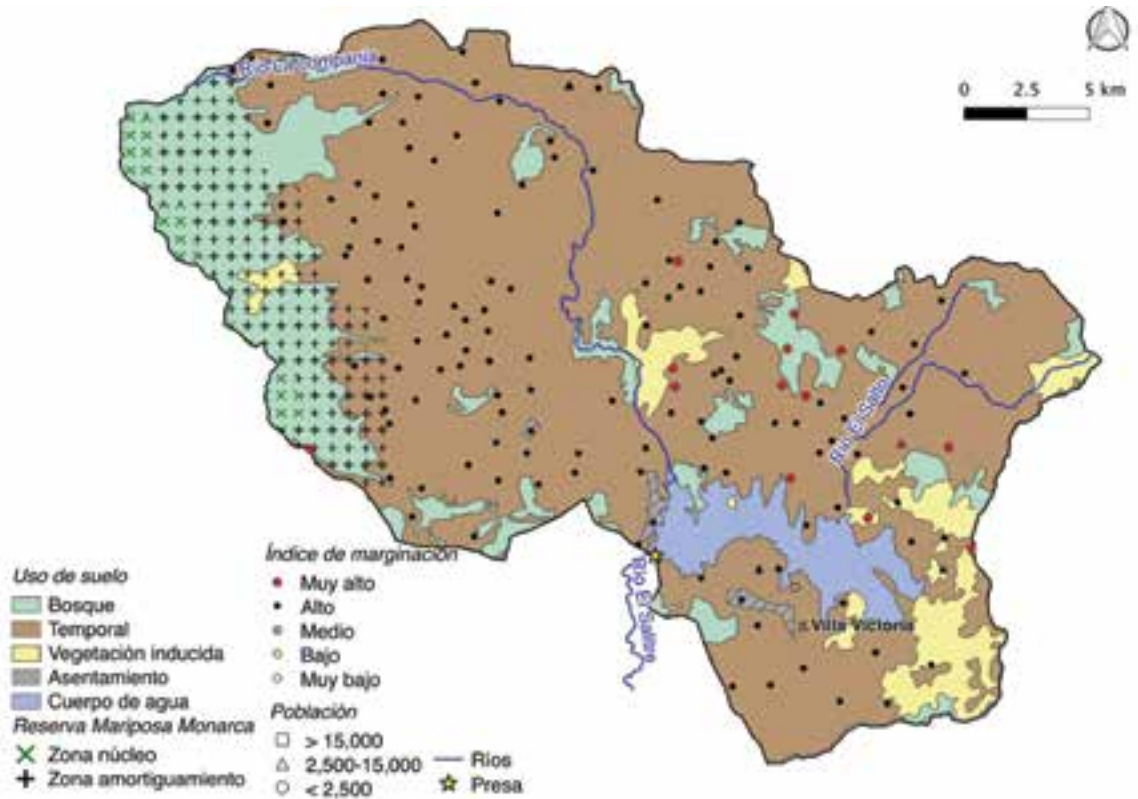 Río La Compañía
0 2.5 5 km
Río El Salto
Río El Salitre
Villa Victoria
Uso de suelo
Bosque
Temporal
Vegetación inducida
Asentamiento
Cuerpo de agua
Reserva Mariposa Monarca
Zona núcleo
Zona amortiguamiento
Índice de marginación
Muy alto
Alto
Medio
Bajo
Muy bajo
Población
> 15,000
2,500-15,000
< 2,500
Ríos
Presa